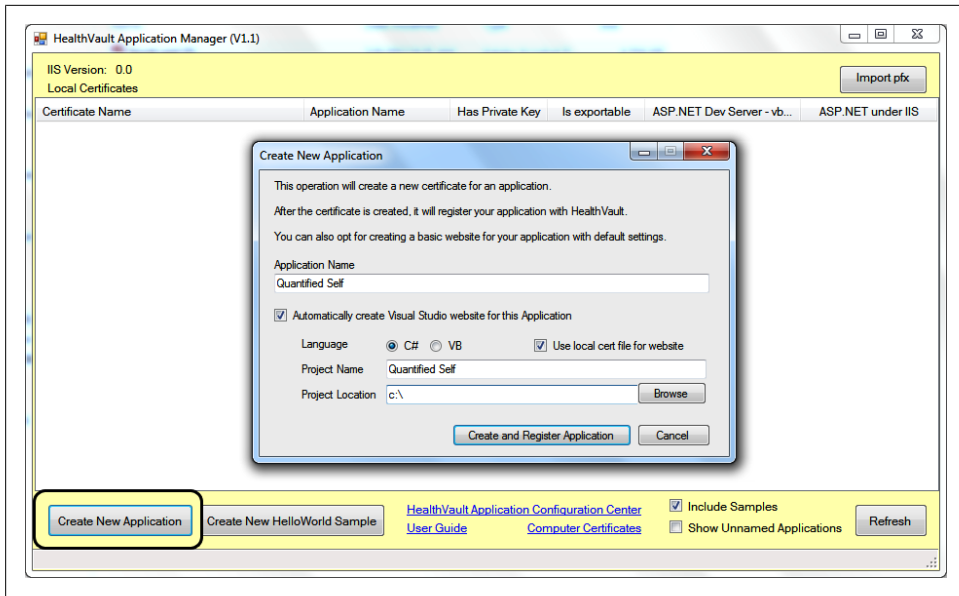 HealthVault Application Manager (V1.1)
IIS Version: 0.0
Local Certificates
Import pfx
Certificate Name Application Name Has Private Key Is exportable ASP.NET Dev Server - vb... ASP.NET under IIS
Create New Application
This operation will create a new certificate for an application.
After the certificate is created, it will register your application with HealthVault.
You can also opt for creating a basic website for your application with default settings.
Application Name
Quantified Self
Automatically create Visual Studio website for this Application
Language C# VB Use local cert file for website
Project Name Quantified Self
Project Location c:\ Browse
Create and Register Application Cancel
Create New Application Create New HelloWorld Sample
HealthVault Application Configuration Center
User Guide Computer Certificates
Include Samples
Show Unnamed Applications
Refresh